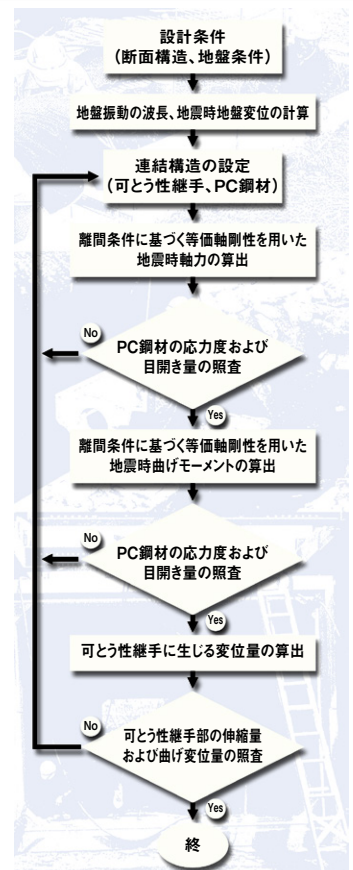 設計条件
（断面構造、地盤条件）
地盤振動の波長、地震時地盤変位の計算
連結構造の設定
（可とう性継手、PC鋼材）
離間条件に基づく等価軸剛性を用いた
地震時軸力の算出
No
PC鋼材の応力度および
目開き量の照査
Yes
離間条件に基づく等価軸剛性を用いた
地震時曲げモーメントの算出
No
PC鋼材の応力度および
目開き量の照査
Yes
可とう性継手に生じる変位量の算出
No
可とう性継手部の伸縮量
および曲げ変位量の照査
Yes
終